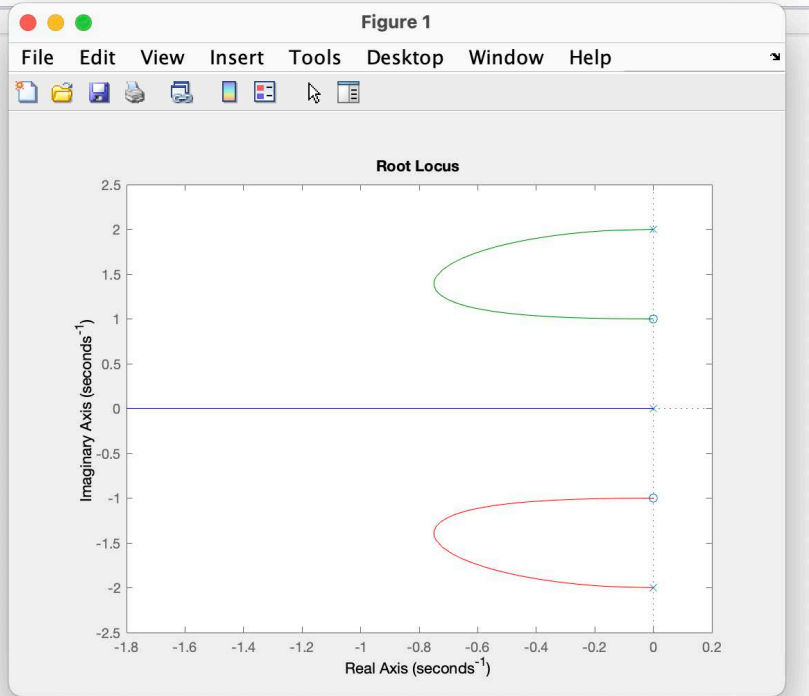 Figure 1
File Edit View Insert Tools Desktop Window Help
Root Locus
2.5
2
1.5
1
0.5
0
-0.5
-1
-1.5
-2
-2.5
Imaginary Axis (seconds⁻¹)
-1.8 -1.6 -1.4 -1.2 -1 -0.8 -0.6 -0.4 -0.2 0 0.2
Real Axis (seconds⁻¹)